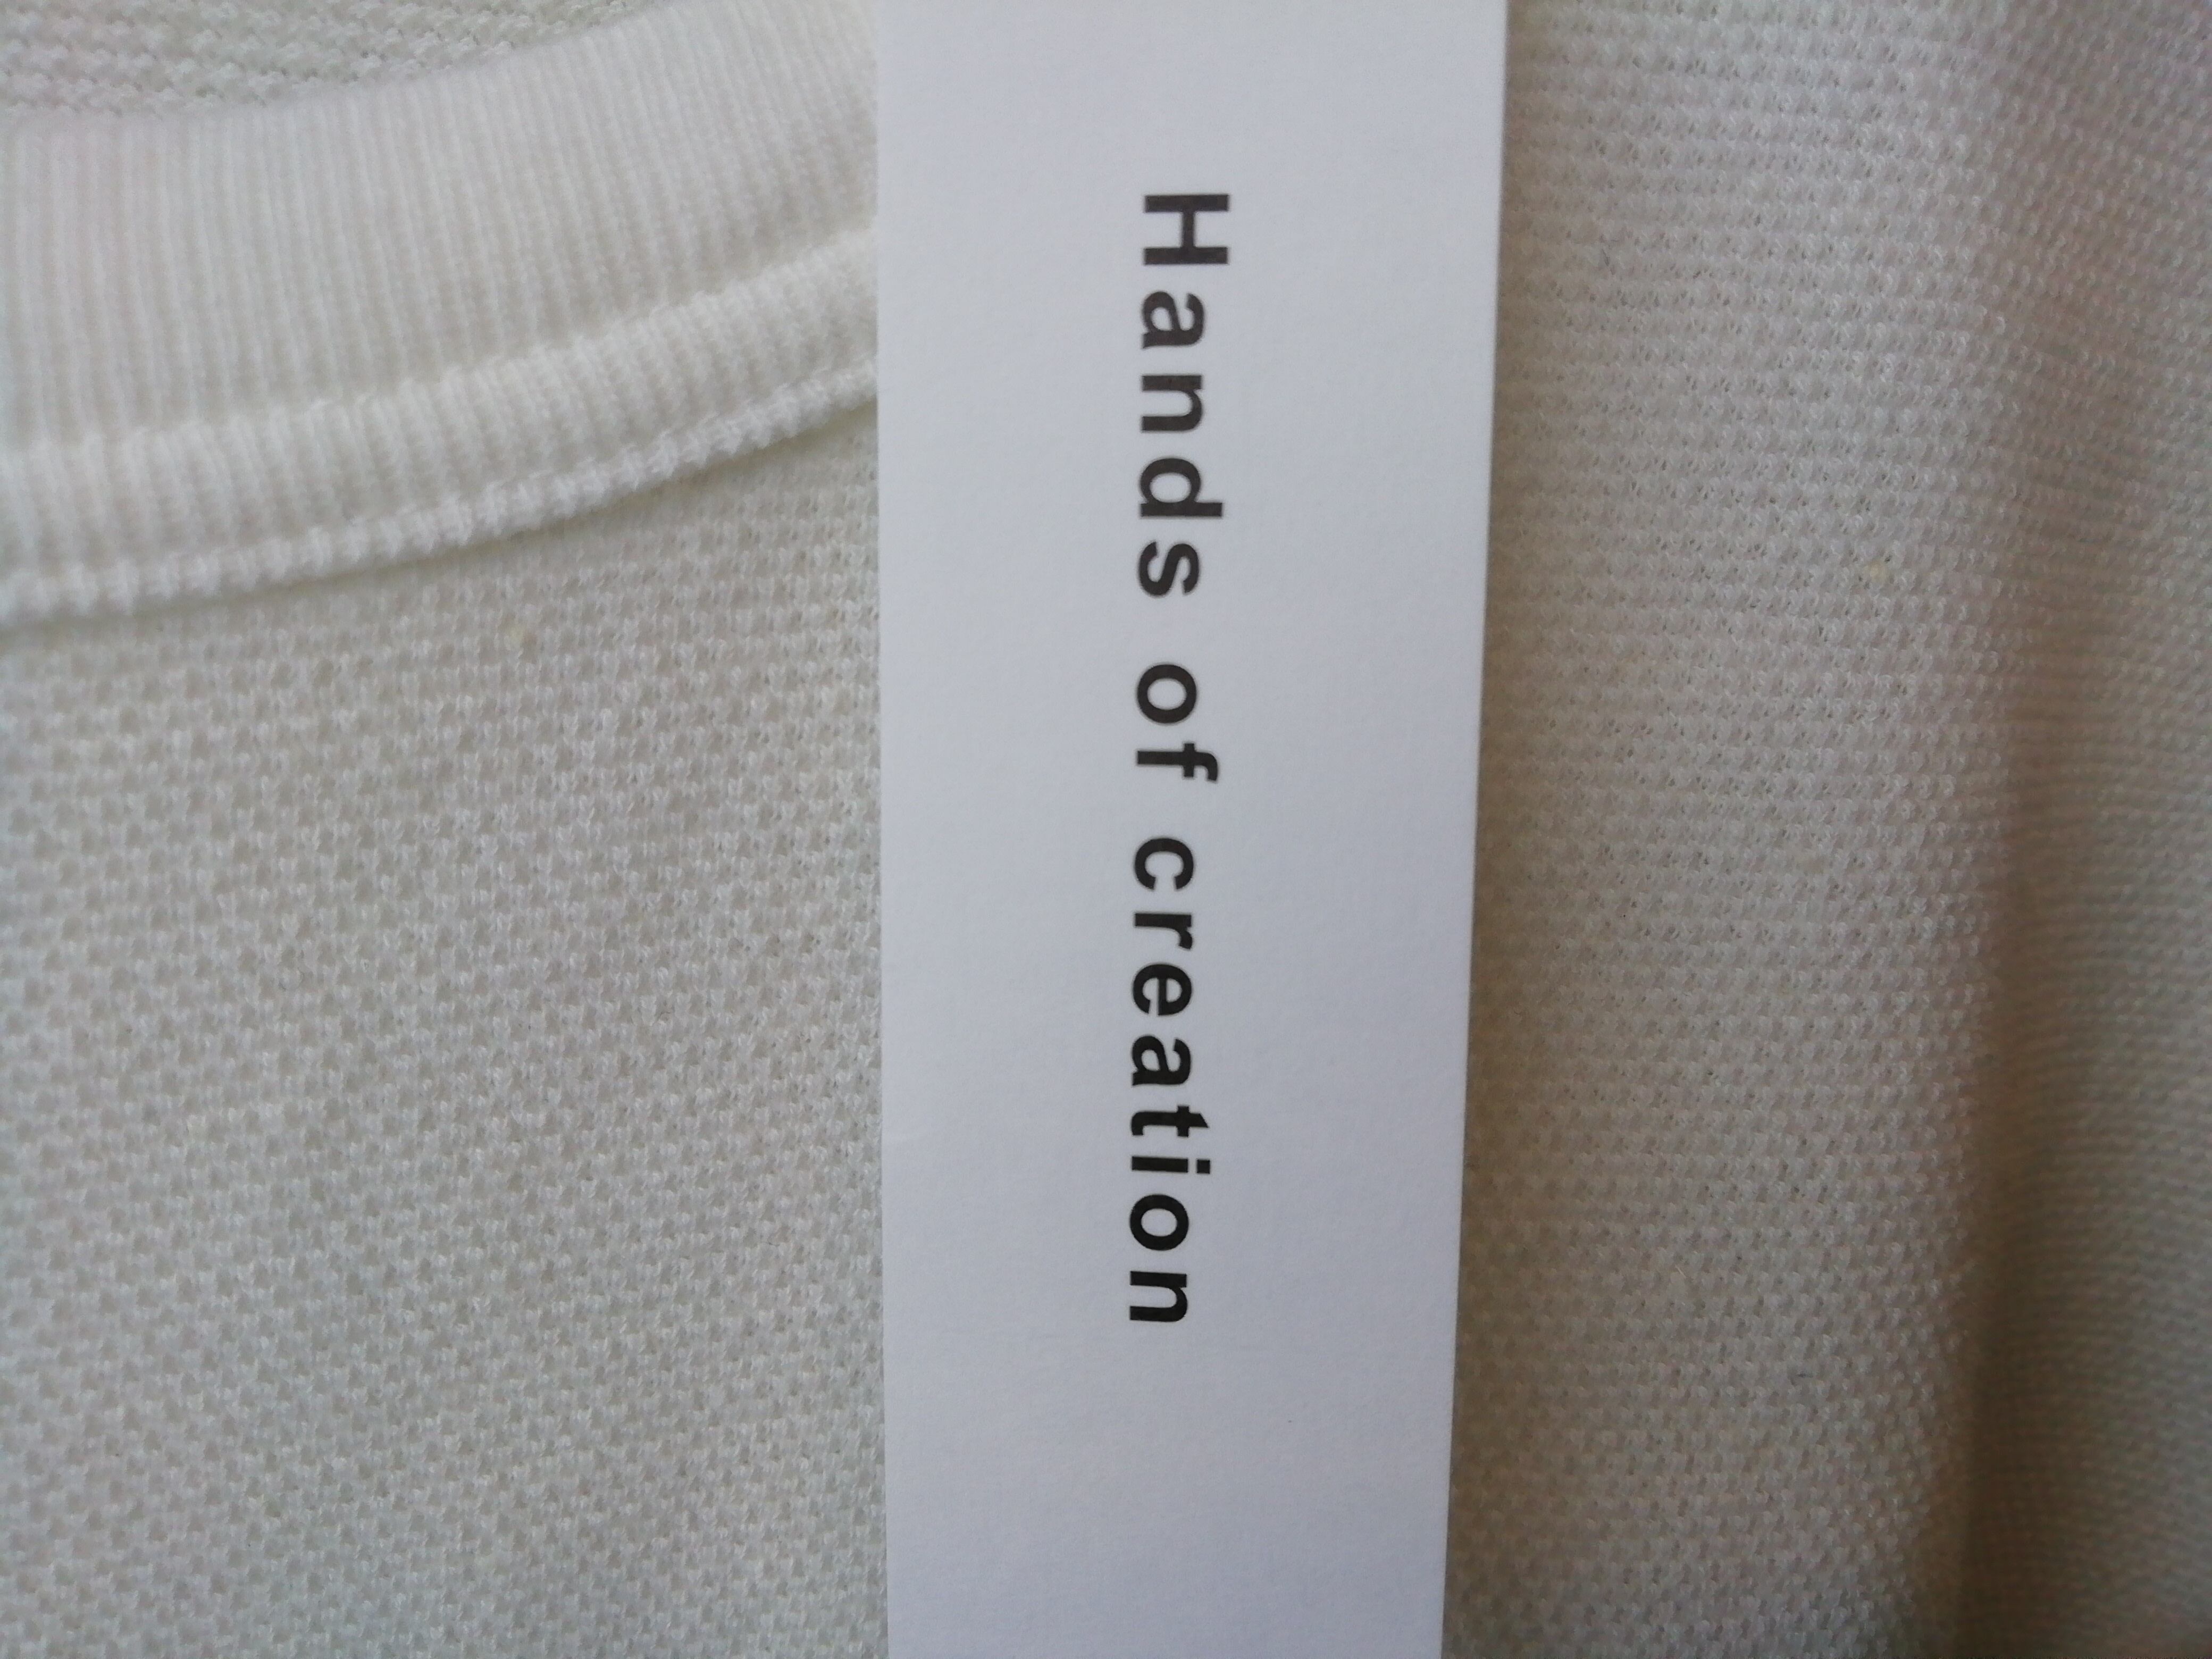 Hands of creation